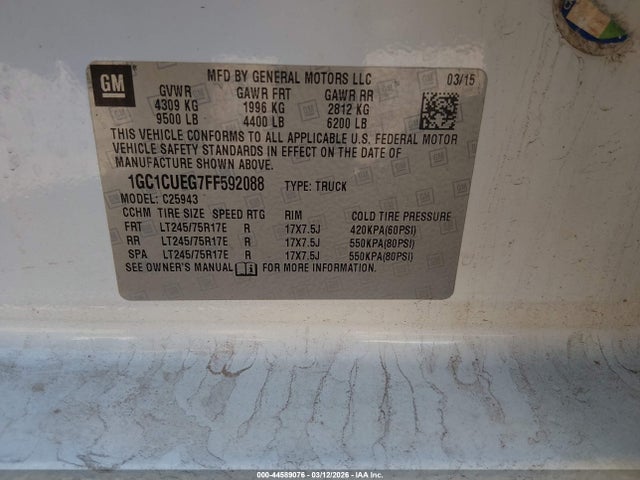 GM
MFD BY GENERAL MOTORS LLC 03/15
GVWR GAWR FRT GAWR RR
4309 KG 1996 KG 2812 KG
9500 LB 4400 LB 6200 LB
THIS VEHICLE CONFORMS TO ALL APPLICABLE U.S. FEDERAL MOTOR
VEHICLE SAFETY STANDARDS IN EFFECT ON THE DATE OF
MANUFACTURE SHOWN ABOVE.
1GC1CUEG7FF592088 TYPE: TRUCK
MODEL: C25943
CCHM TIRE SIZE SPEED RTG RIM COLD TIRE PRESSURE
FRT LT245/75R17E R 17X7.5J 420KPA(60PSI)
RR LT245/75R17E R 17X7.5J 550KPA(80PSI)
SPA LT245/75R17E R 17X7.5J 550KPA(80PSI)
SEE OWNER'S MANUAL FOR MORE INFORMATION.
000-44589076 - 03/12/2026 - IAA Inc.